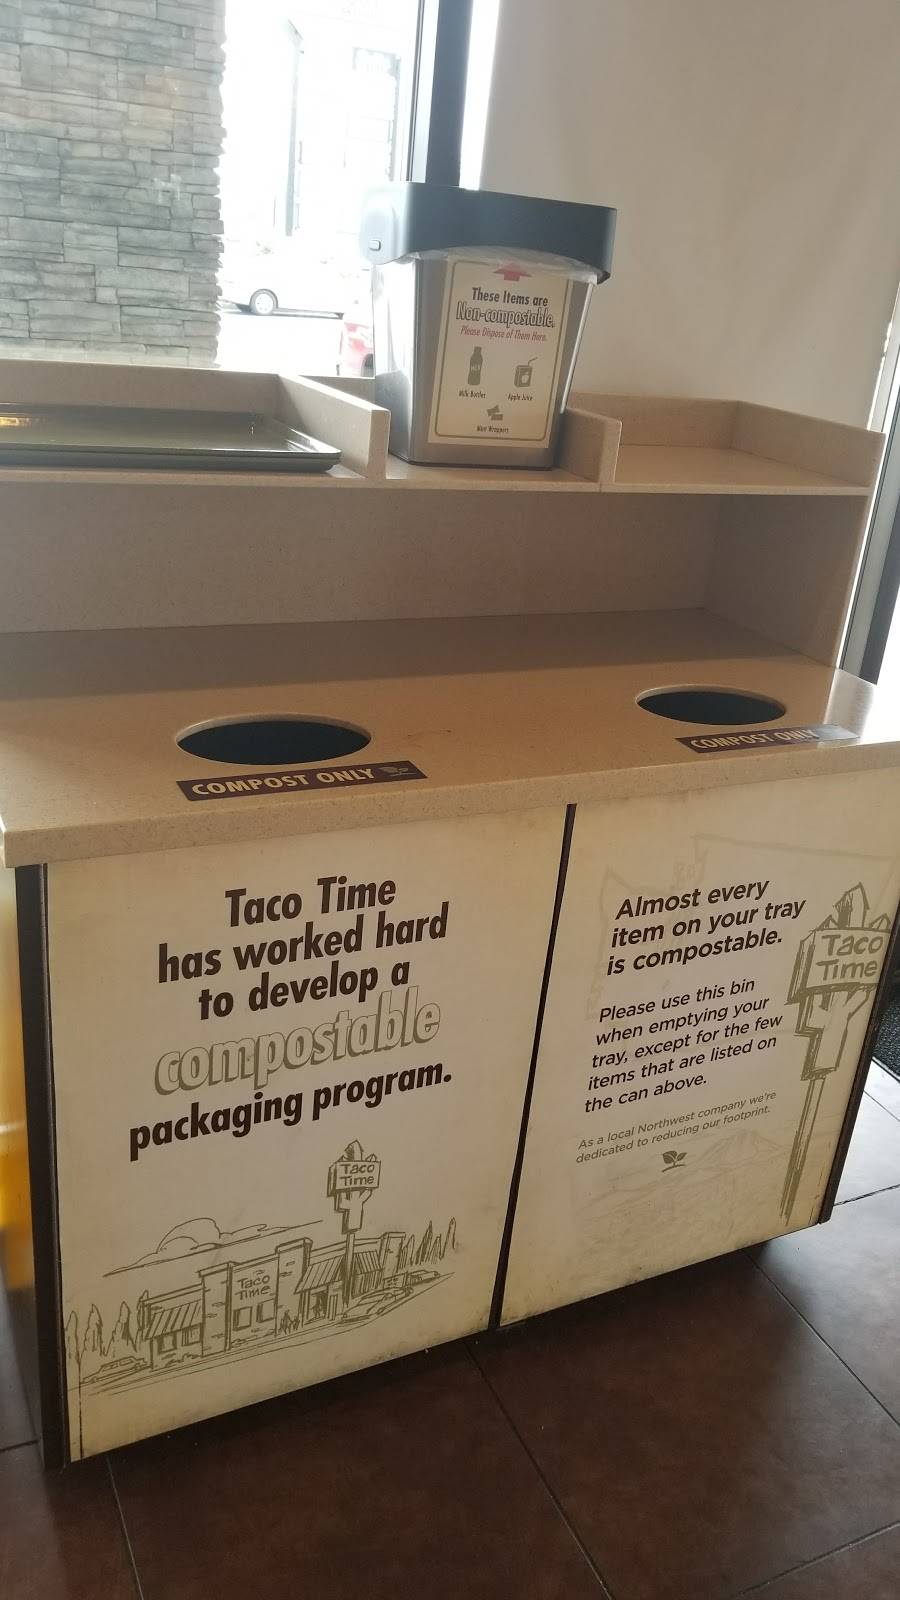 These Items are
Non-compostable.
Please Dispose of Them Here.
Milk Bottles
Apple Juice
Mint Wrappers
COMPOST ONLY
COMPOST ONLY
Taco Time
has worked hard
to develop a
compostable
packaging program.
Taco
Time
Taco
Time
Almost every
item on your tray
is compostable.
Please use this bin
when emptying your
tray, except for the few
items that are listed on
the can above.
As a local Northwest company we're
dedicated to reducing our footprint.
Taco
Time